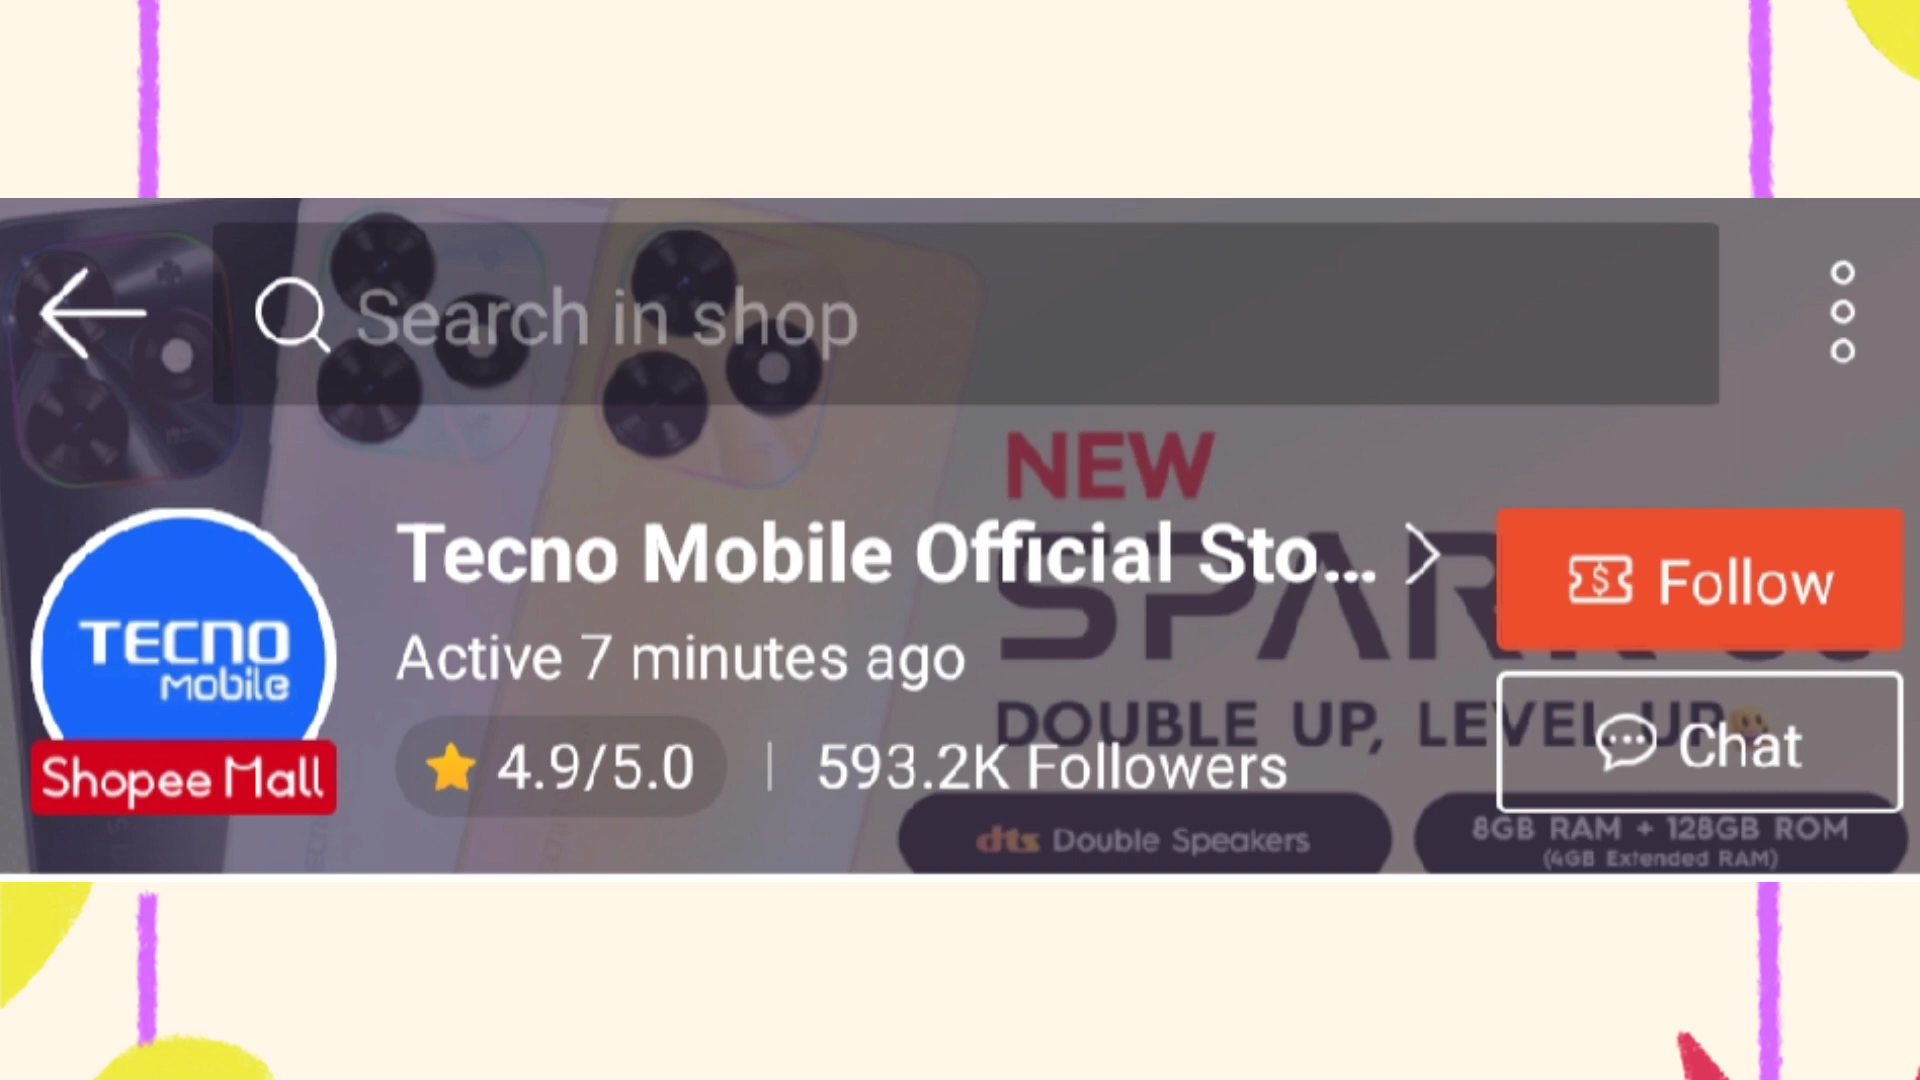 Search in shop
NEW
SPARK
Tecno Mobile Official Sto...
Follow
TECNO
mobile
Active 7 minutes ago
DOUBLE UP, LEVEL UP
Chat
Shopee Mall
4.9/5.0 | 593.2K Followers
dts Double Speakers
8GB RAM + 128GB ROM
(4GB Extended RAM)